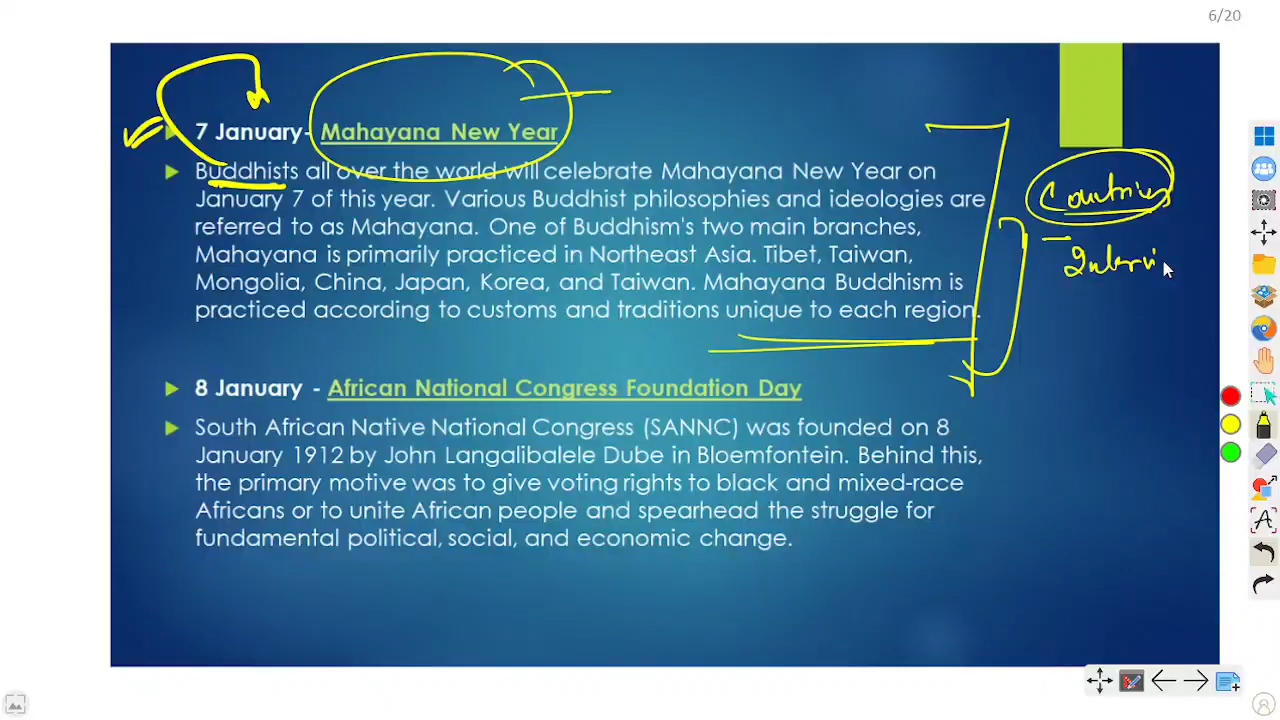 6/20
7 January- Mahayana New Year
Buddhists all over the world will celebrate Mahayana New Year on
January 7 of this year. Various Buddhist philosophies and ideologies are
referred to as Mahayana. One of Buddhism's two main branches,
Mahayana is primarily practiced in Northeast Asia. Tibet, Taiwan,
Mongolia, China, Japan, Korea, and Taiwan. Mahayana Buddhism is
practiced according to customs and traditions unique to each region.
Countries
8 January - African National Congress Foundation Day
South African Native National Congress (SANNC) was founded on 8
January 1912 by John Langalibalele Dube in Bloemfontein. Behind this,
the primary motive was to give voting rights to black and mixed-race
Africans or to unite African people and spearhead the struggle for
fundamental political, social, and economic change.